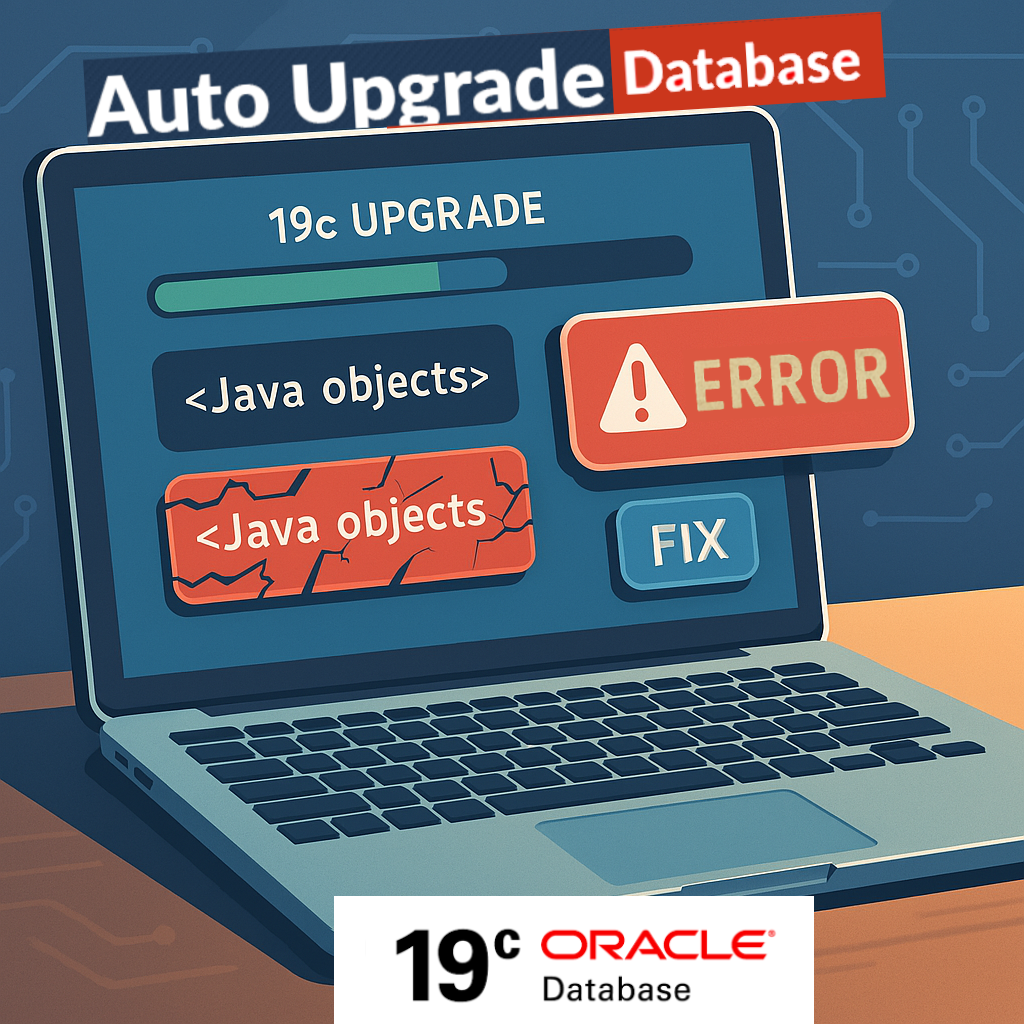 Auto Upgrade Database
19c UPGRADE
<Java objects>
ERROR
<Java objects
FIX
19c ORACLE®
Database